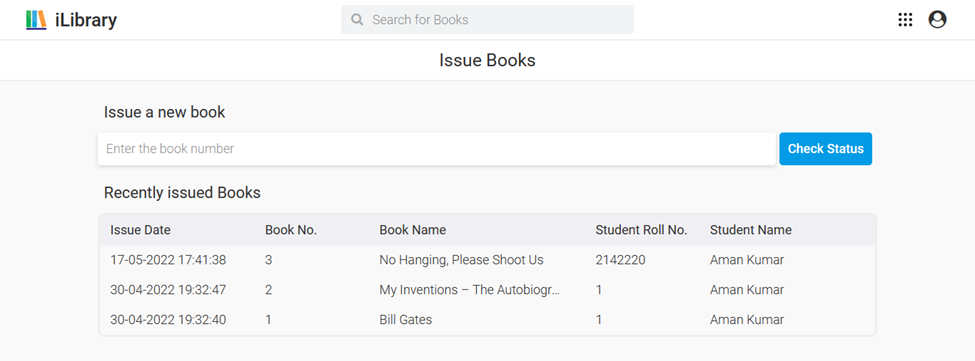 iLibrary
Search for Books
Issue Books
Issue a new book
Enter the book number
Check Status
Recently issued Books
Issue Date Book No. Book Name Student Roll No. Student Name
17-05-2022 17:41:38 3 No Hanging, Please Shoot Us 2142220 Aman Kumar
30-04-2022 19:32:47 2 My Inventions – The Autobiogr... 1 Aman Kumar
30-04-2022 19:32:40 1 Bill Gates 1 Aman Kumar